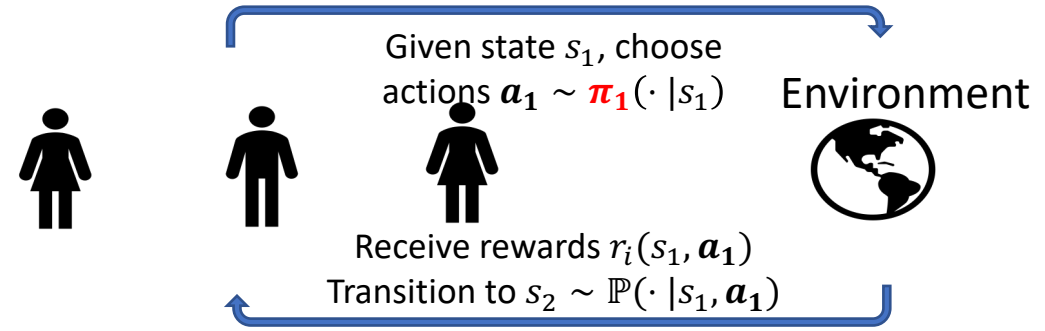 Given state 𝑠₁, choose
actions 𝒂₁ ~ 𝝅₁(· |𝑠₁)
Environment
Receive rewards 𝑟ᵢ(𝑠₁, 𝒂₁)
Transition to 𝑠₂ ~ ℙ(· |𝑠₁, 𝒂₁)